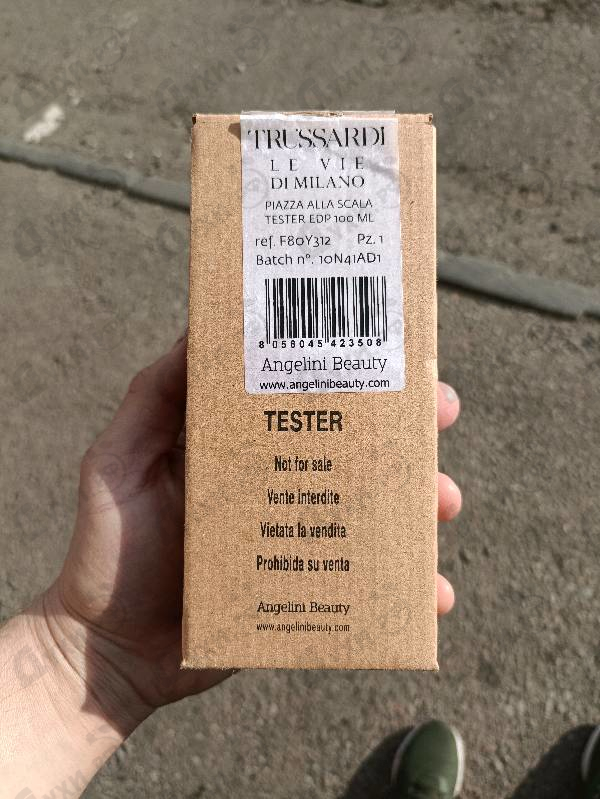 TRUSSARDI
LE VIE
DI MILANO
PIAZZA ALLA SCALA
TESTER EDP 100 ML
ref. F80Y312 Pz. 1
Batch n°. 10N41AD1
8 056045 423508
Angelini Beauty
www.angelinibeauty.com
TESTER
Not for sale
Vente interdite
Vietata la vendita
Prohibida su venta
Angelini Beauty
www.angelinibeauty.com